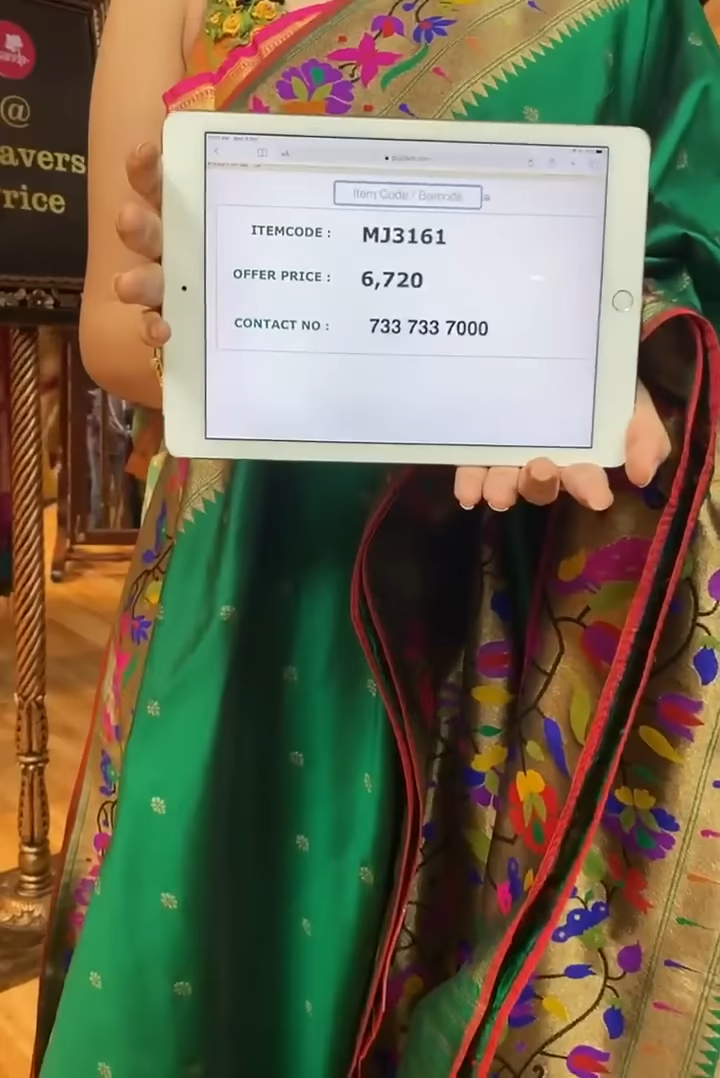 @
avers
rice
Item Code / Barcode
ITEMCODE : MJ3161
OFFER PRICE : 6,720
CONTACT NO : 733 733 7000